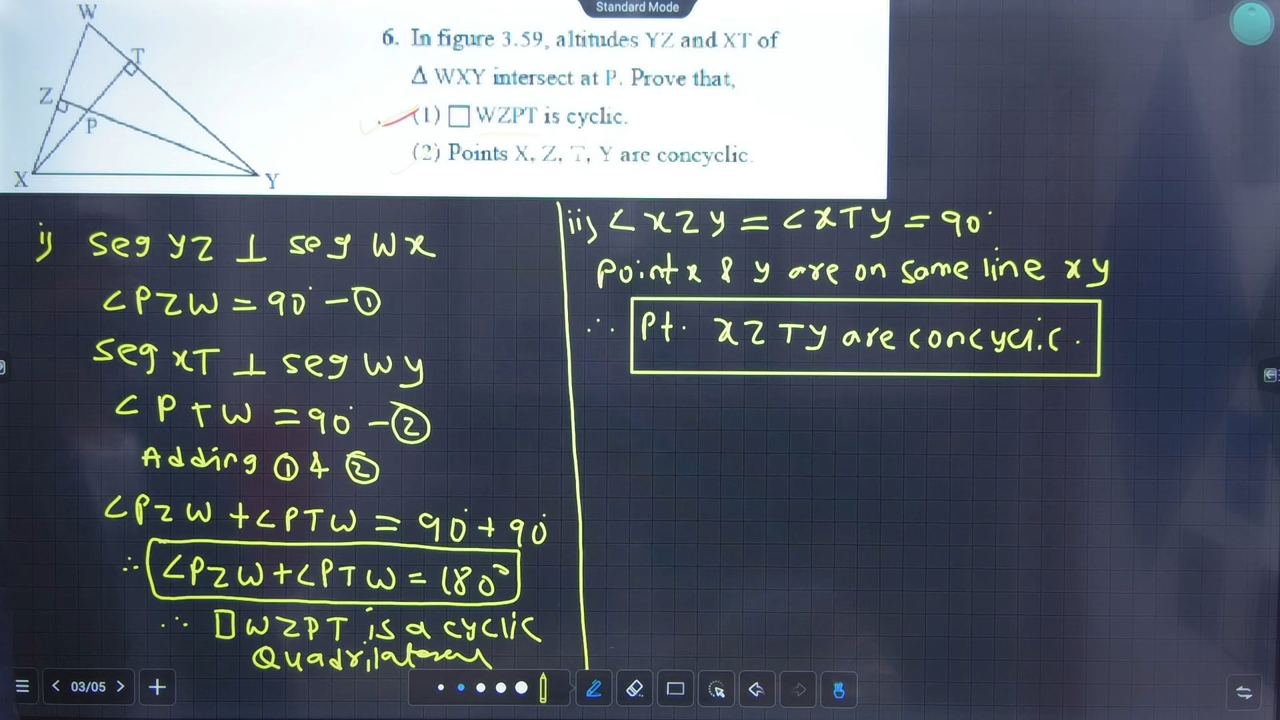 Standard Mode
W
T
Z
P
X
Y
6. In figure 3.59, altitudes YZ and XT of
Δ WXY intersect at P. Prove that,
(1) □ WZPT is cyclic.
(2) Points X, Z, T, Y are concyclic.
i) seg YZ ⊥ seg WX
∠PZW = 90° - ①
seg XT ⊥ seg WY
∠PTW = 90° - ②
Adding ① & ②
∠PZW + ∠PTW = 90° + 90°
∴ ∠PZW + ∠PTW = 180°
∴ □ WZPT is a cyclic
Quadrilateral
ii) ∠XZY = ∠XTY = 90°
Point X & Y are on same line XY
∴ Pt. XZTY are concyclic.
03/05